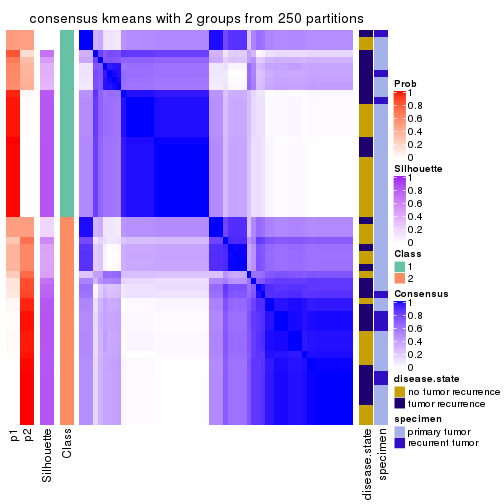 consensus kmeans with 2 groups from 250 partitions
Prob
1
0.8
0.6
0.4
0.2
0
Silhouette
1
0.8
0.6
0.4
0.2
0
Class
1
2
Consensus
1
0.8
0.6
0.4
0.2
0
disease.state
no tumor recurrence
tumor recurrence
specimen
primary tumor
recurrent tumor
p1
p2
Silhouette
Class
disease.state
specimen